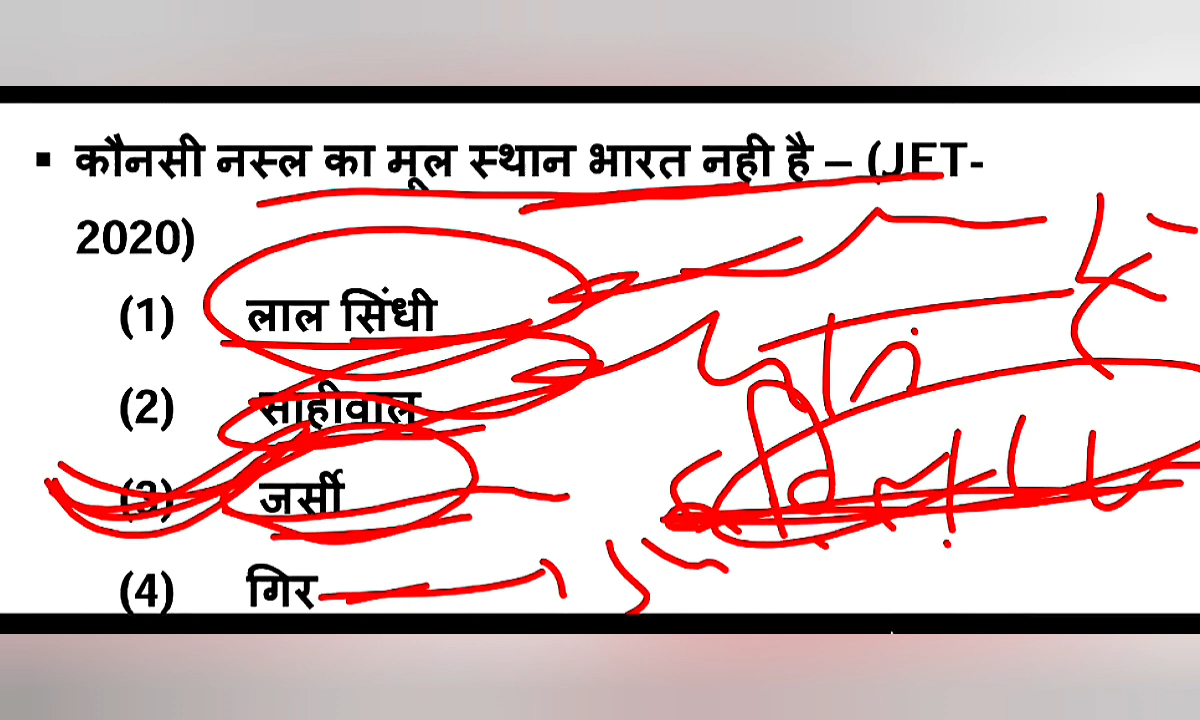 ▪ कौनसी नस्ल का मूल स्थान भारत नही है – (JET-
2020)
(1) लाल सिंधी
(2) साहीवाल
(3) जर्सी
(4) गिर